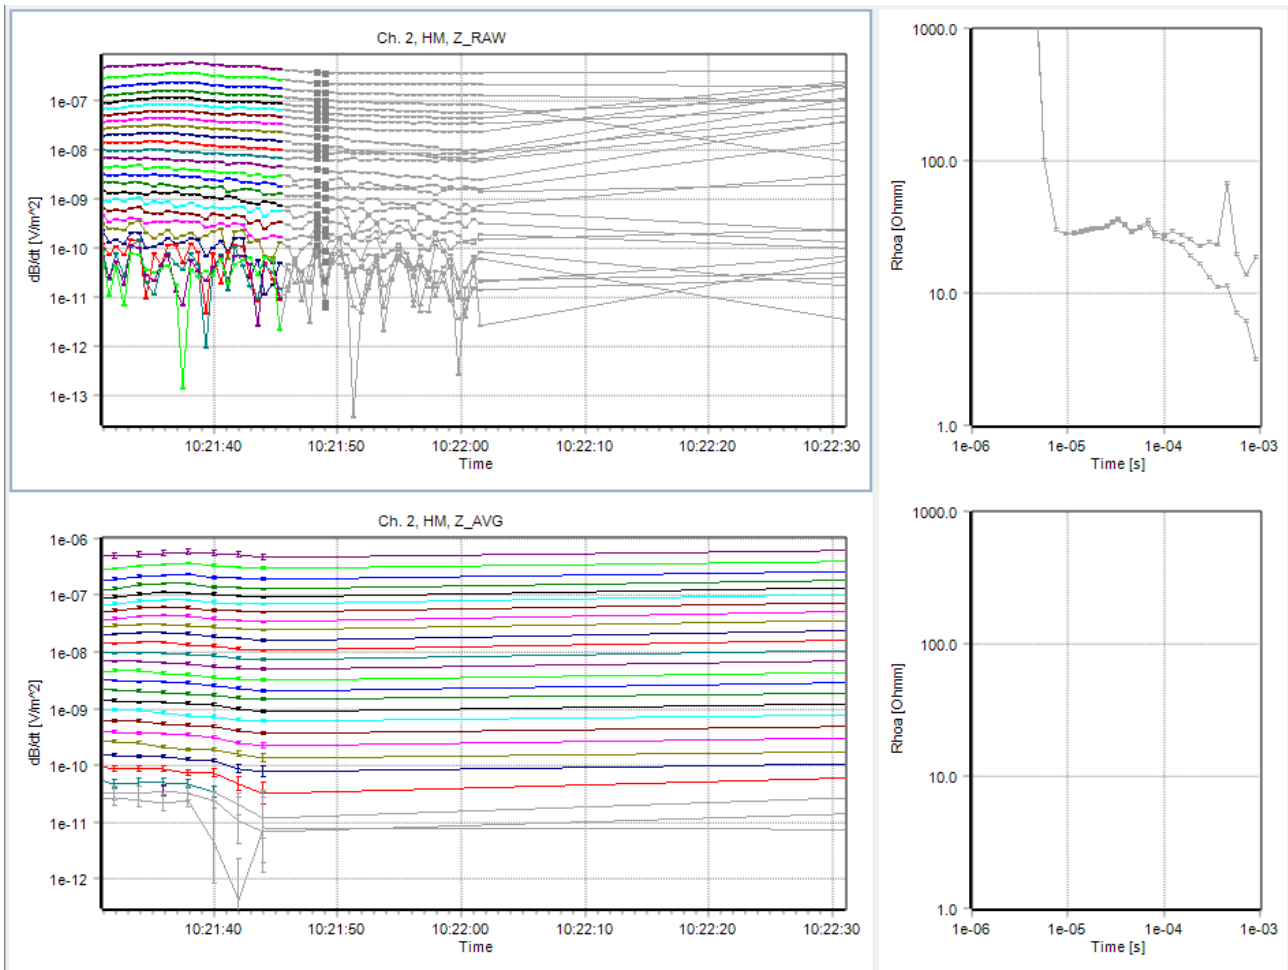 Ch. 2, HM, Z_RAW
dB/dt [V/m^2]
1e-07
1e-08
1e-09
1e-10
1e-11
1e-12
1e-13
10:21:40
10:21:50
10:22:00
10:22:10
10:22:20
10:22:30
Time
Rhoa [Ohmm]
1000.0
100.0
10.0
1.0
1e-06
1e-05
1e-04
1e-03
Time [s]
Ch. 2, HM, Z_AVG
dB/dt [V/m^2]
1e-06
1e-07
1e-08
1e-09
1e-10
1e-11
1e-12
10:21:40
10:21:50
10:22:00
10:22:10
10:22:20
10:22:30
Time
Rhoa [Ohmm]
1000.0
100.0
10.0
1.0
1e-06
1e-05
1e-04
1e-03
Time [s]